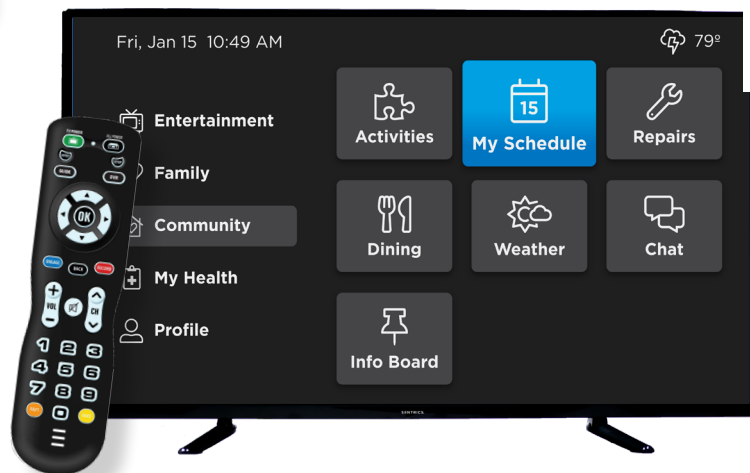 Fri, Jan 15 10:49 AM
79º
Entertainment
Family
Community
My Health
Profile
Activities
15
My Schedule
Repairs
Dining
Weather
Chat
Info Board
SENTRICS
OK
BACK
VOL
CH
1 2 3
4 5 6
7 8 9
0